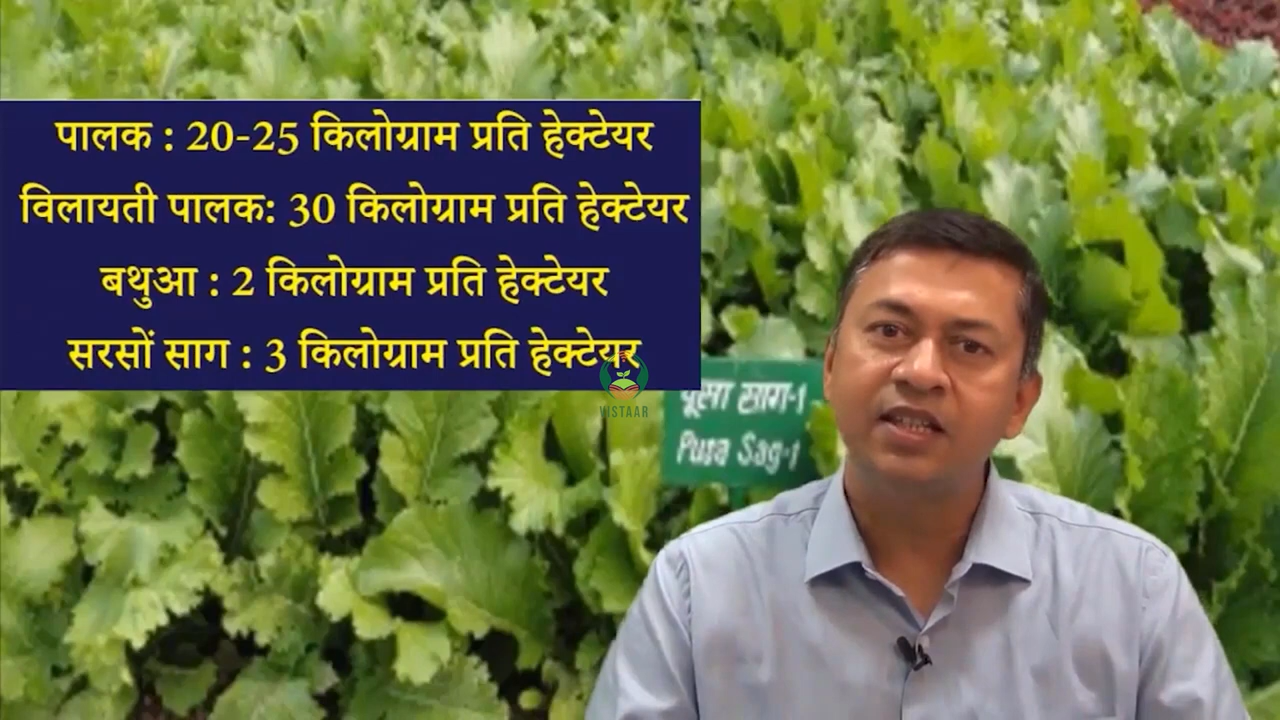 पालक : 20-25 किलोग्राम प्रति हेक्टेयर
विलायती पालक: 30 किलोग्राम प्रति हेक्टेयर
बथुआ : 2 किलोग्राम प्रति हेक्टेयर
सरसों साग : 3 किलोग्राम प्रति हेक्टेयर
VISTAAR
पूसा साग-1
Pusa Sag-1